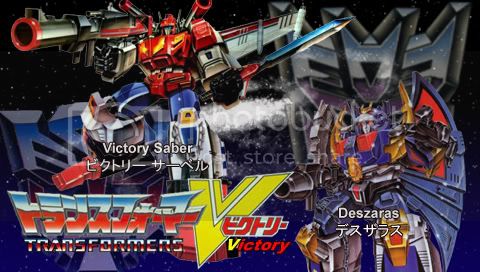 Victory Saber
ビクトリー サーベル
Deszaras
デスザラス
トランスフォーマー
V
ビクトリー
Victory
TRANSFORMERS